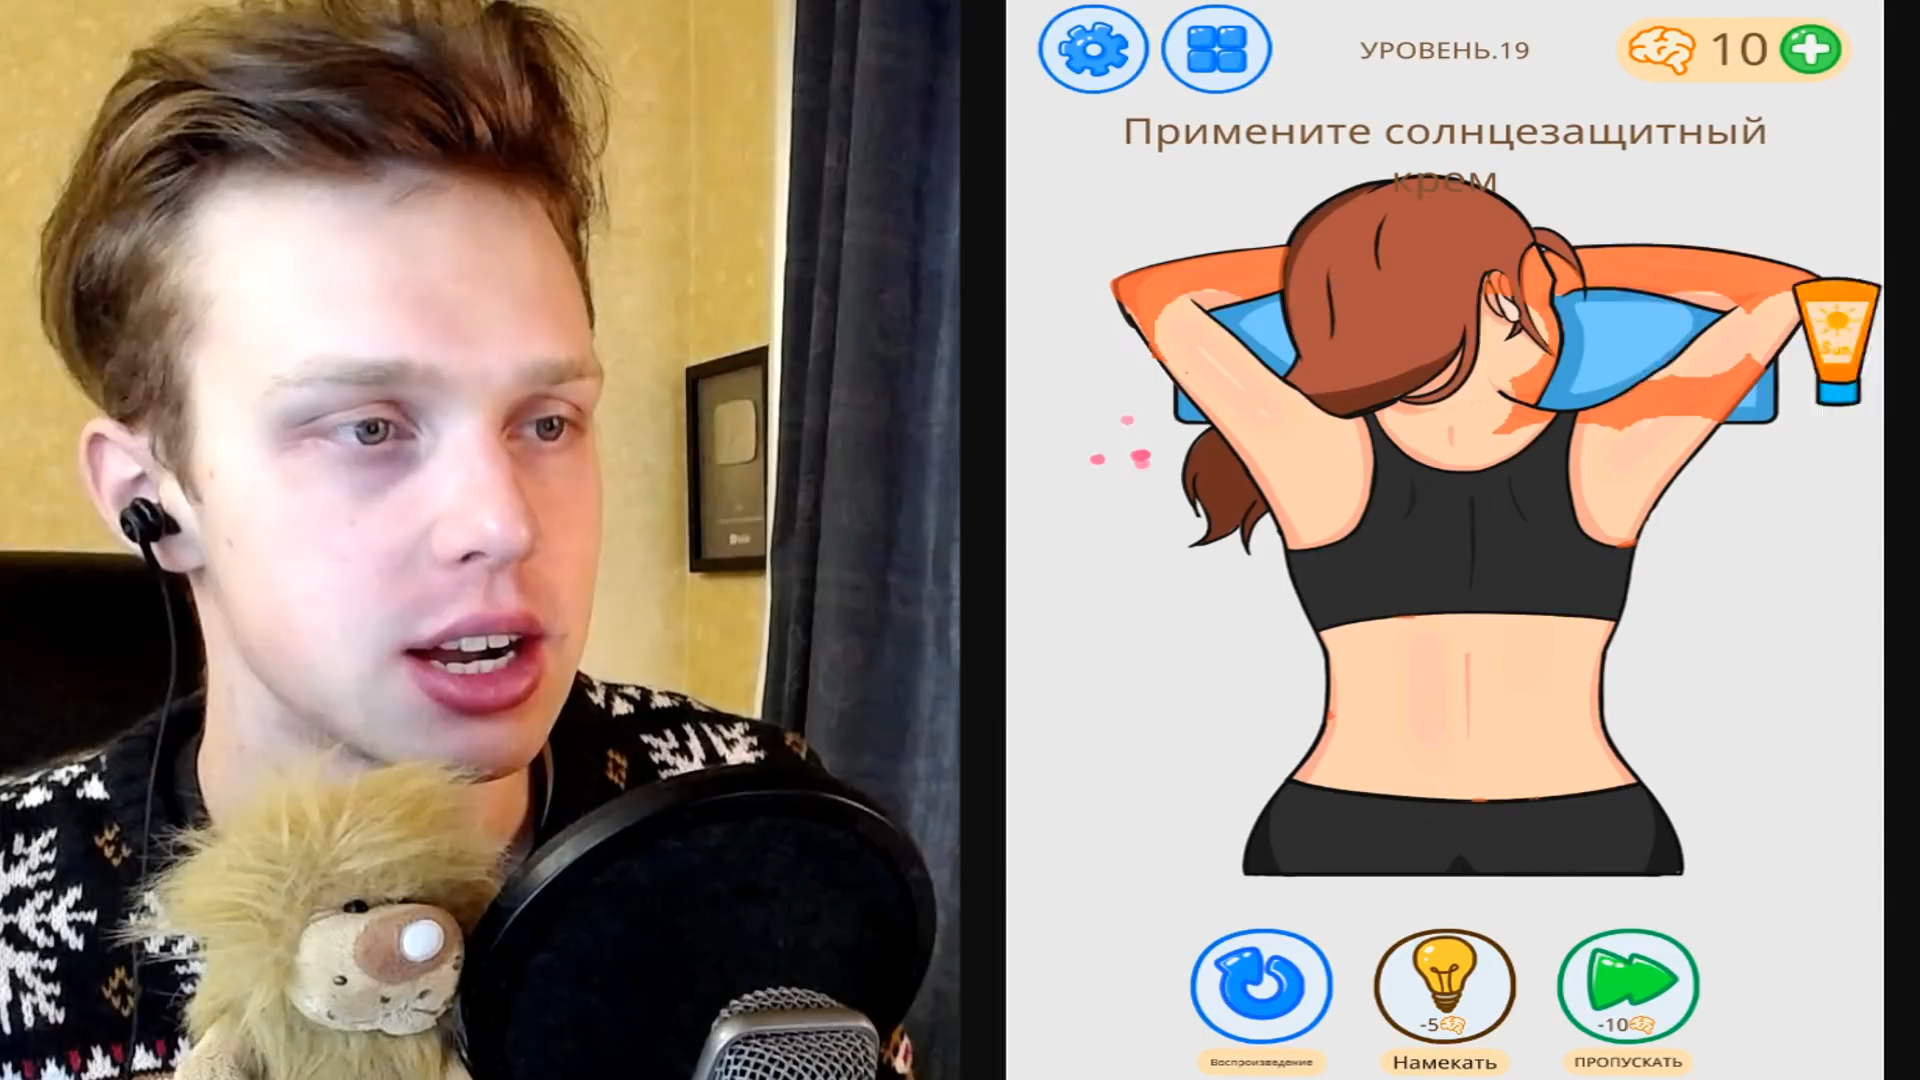 УРОВЕНЬ.19
10
Примените солнцезащитный
крем
Sun
-5
-10
Воспроизведение
Намекать
ПРОПУСКАТЬ